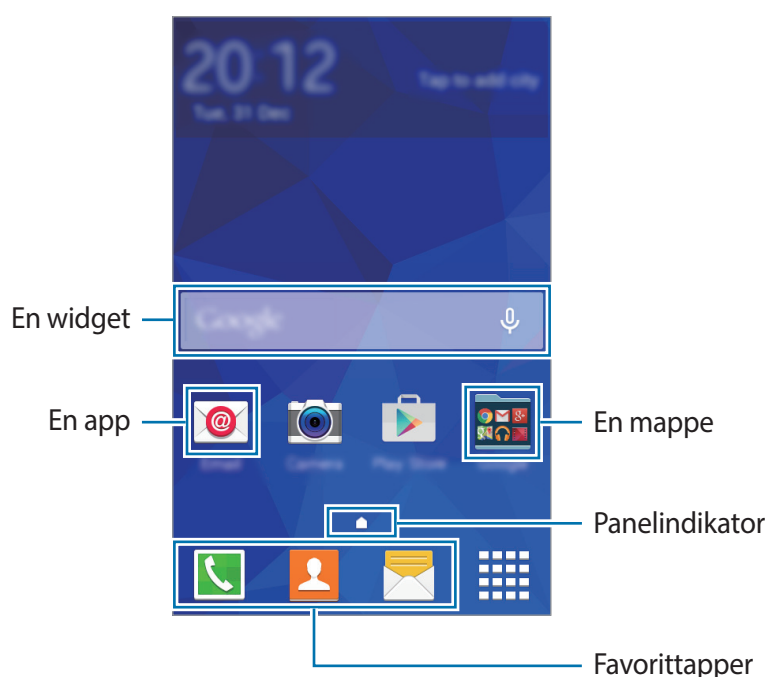 20 12
Tap to add city
Tue, 31 Dec
En widget
Google
En app
En mappe
Email
Camera
Play Store
Google
Panelindikator
Favorittapper